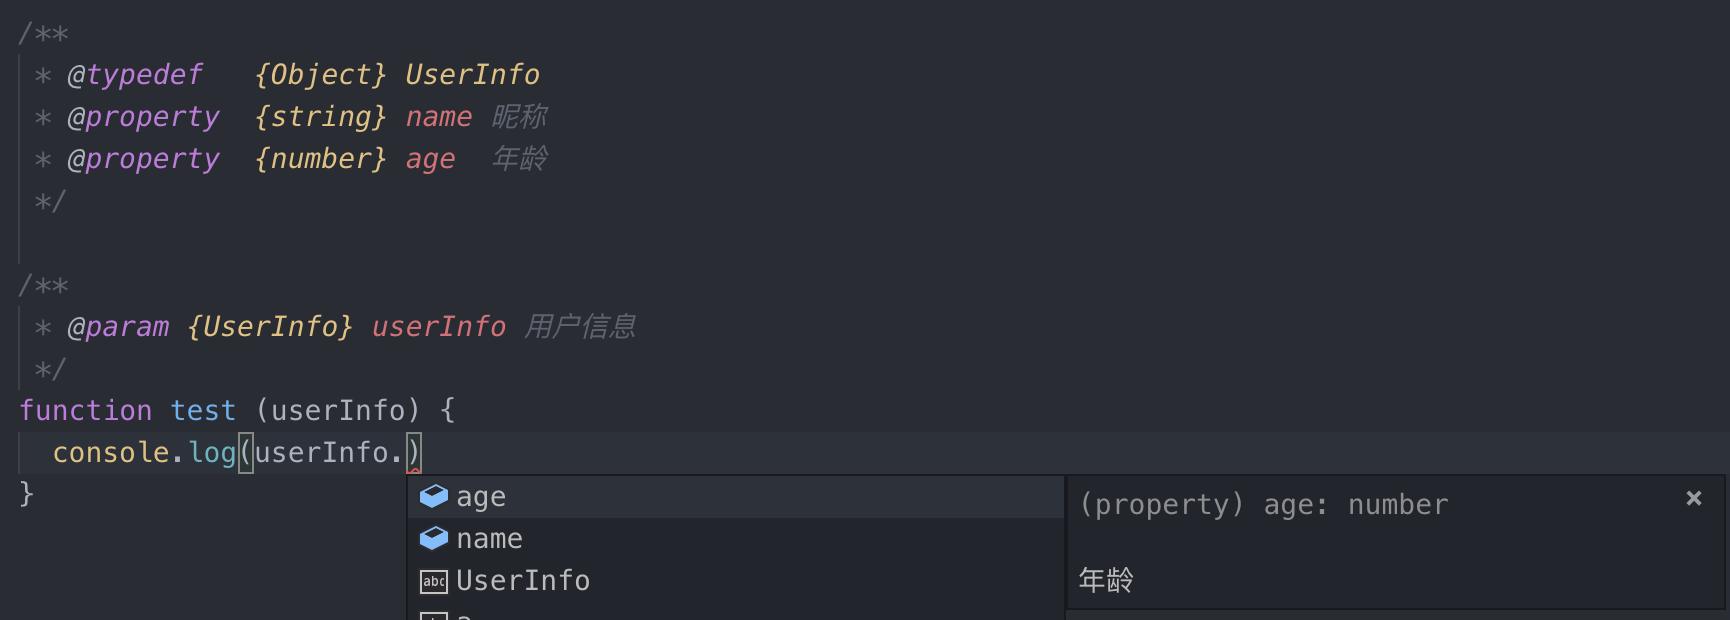 /**
 * @typedef   {Object} UserInfo
 * @property  {string} name 昵称
 * @property  {number} age  年龄
 */
/**
 * @param {UserInfo} userInfo 用户信息
 */
function test (userInfo) {
  console.log(userInfo.)
}
age
name
UserInfo
(property) age: number ×
年龄